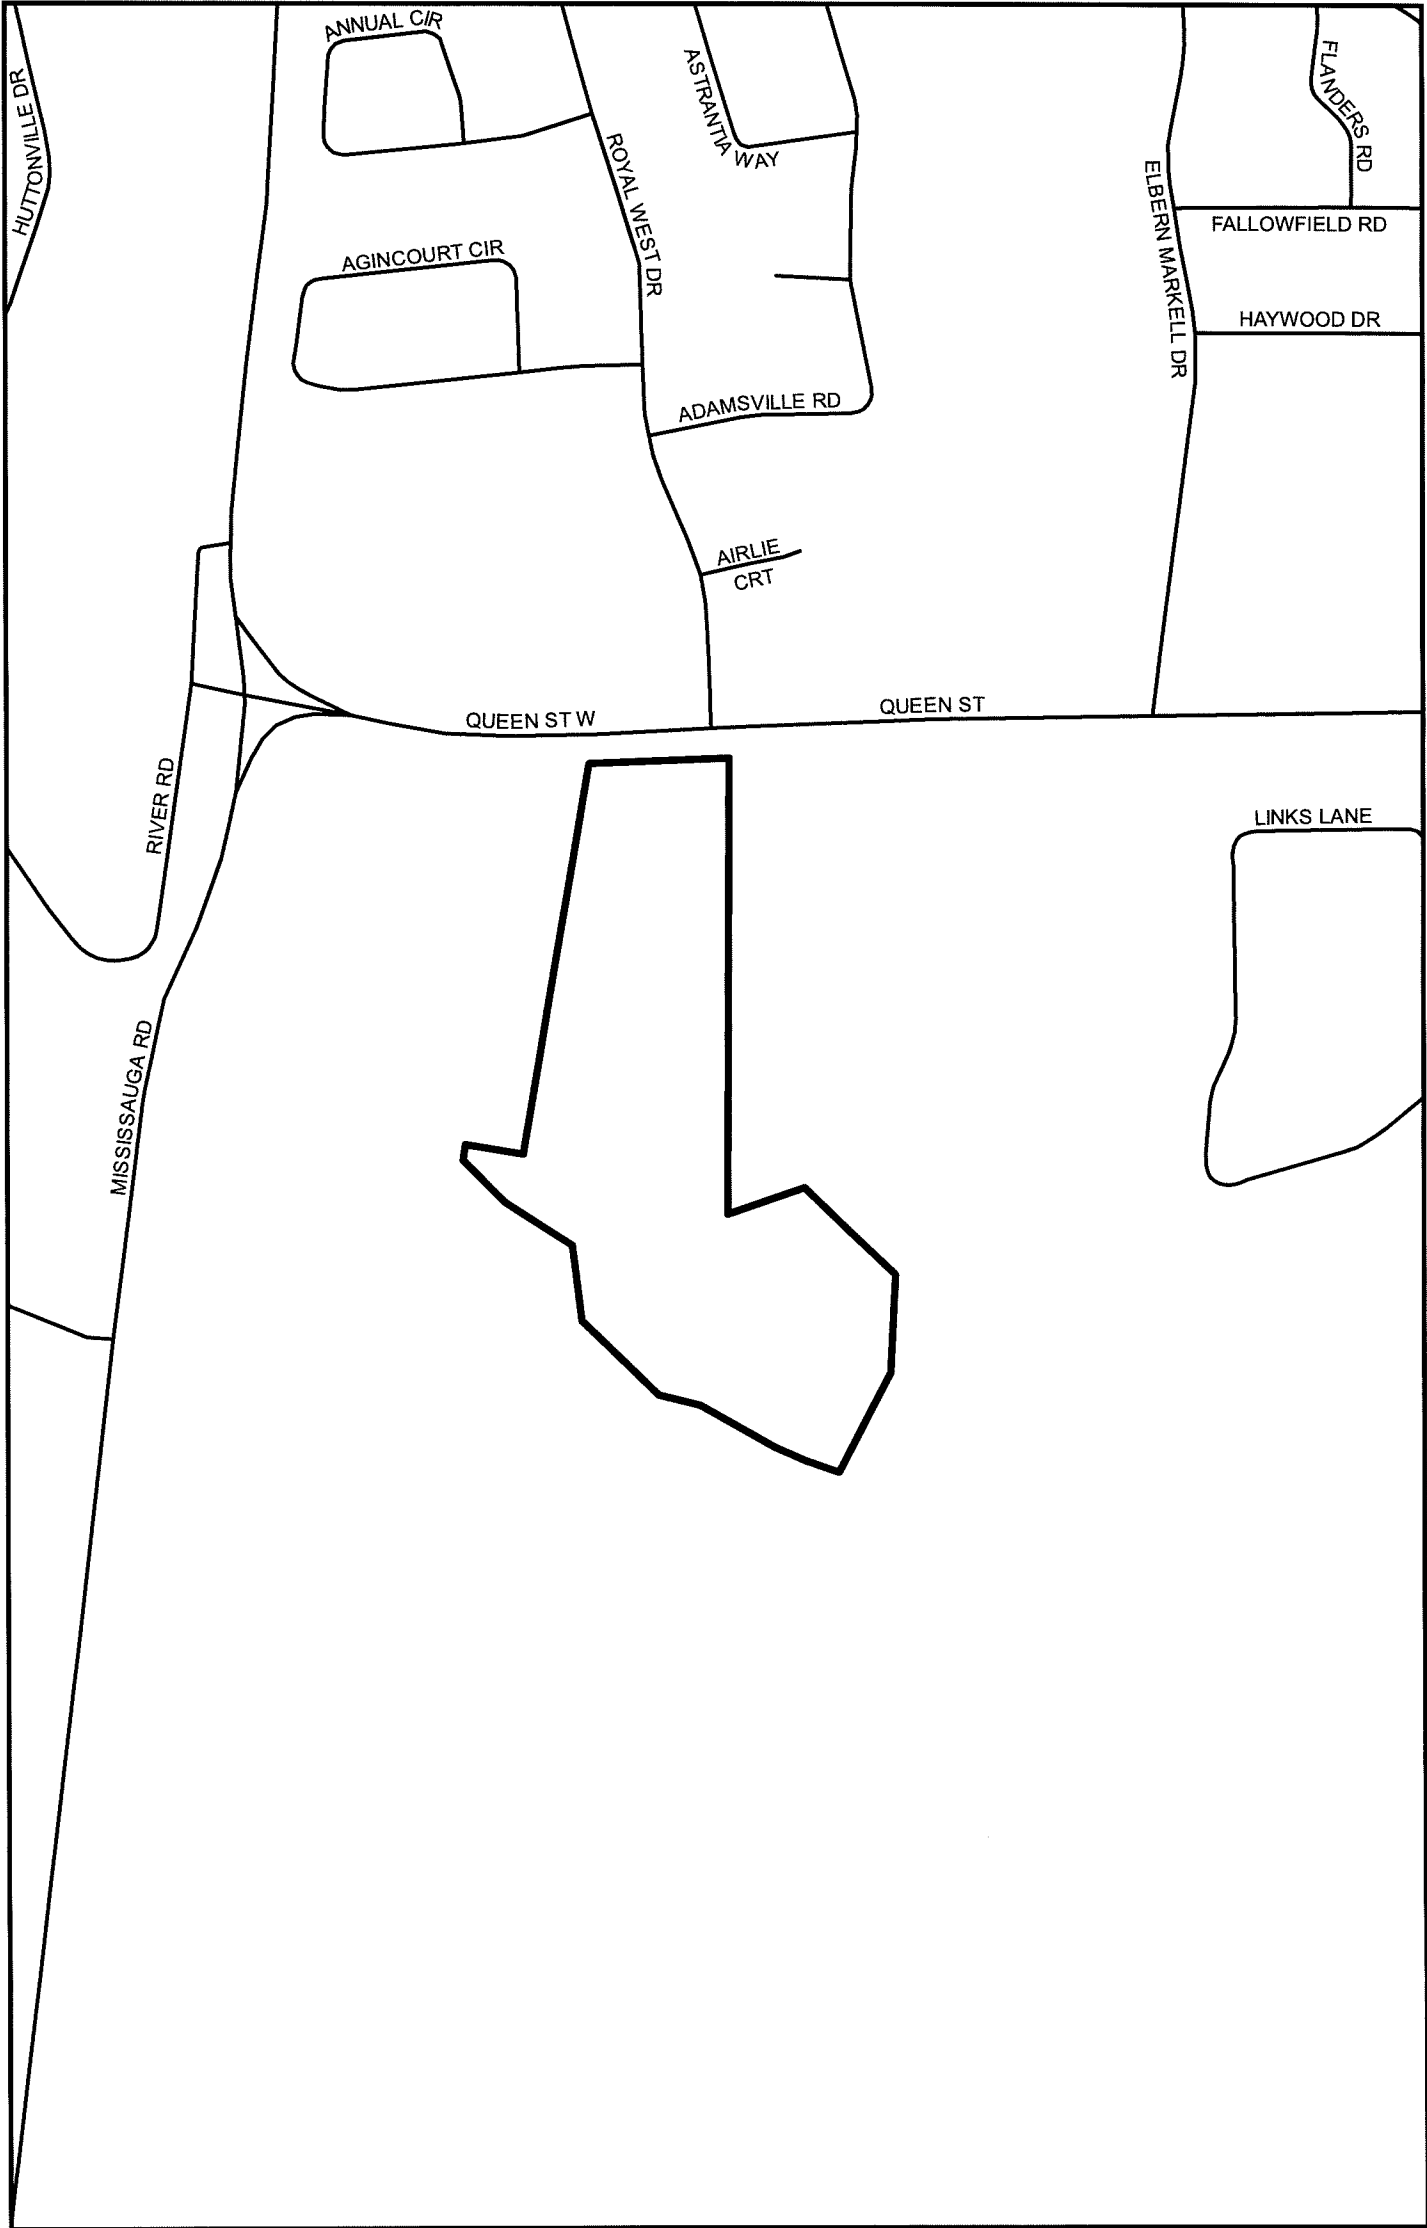 ANNUAL CIR
HUTTONVILLE DR
ASTRANTIA WAY
FLANDERS RD
ROYAL WEST DR
ELBERN MARKELL DR
FALLOWFIELD RD
AGINCOURT CIR
HAYWOOD DR
ADAMSVILLE RD
AIRLIE
CRT
QUEEN ST W
QUEEN ST
RIVER RD
LINKS LANE
MISSISSAUGA RD